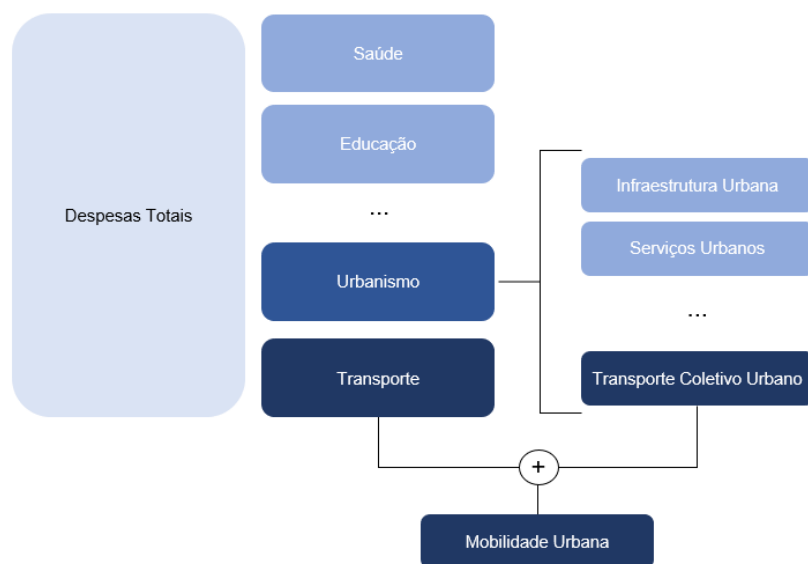 Despesas Totais
Saúde
Educação
...
Urbanismo
Transporte
Infraestrutura Urbana
Serviços Urbanos
...
Transporte Coletivo Urbano
+
Mobilidade Urbana